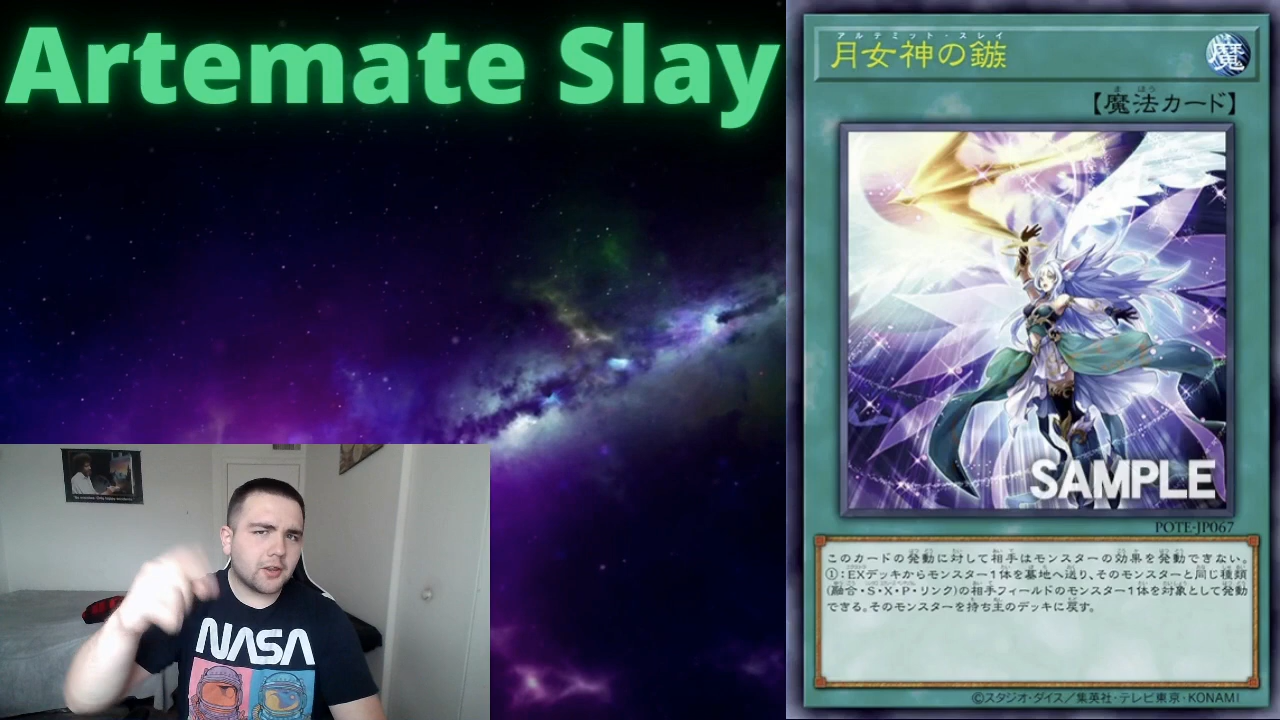 Artemate Slay
アルテミット・スレイ
月女神の鏃
魔
【魔法カード】
SAMPLE
POTE-JP067
このカードの発動に対して相手はモンスターの効果を発動できない。
①：EXデッキからモンスター1体を墓地へ送り、そのモンスターと同じ種類
(融合・S・X・P・リンク)の相手フィールドのモンスター1体を対象として発動
できる。そのモンスターを持ち主のデッキに戻す。
©スタジオ・ダイス／集英社・テレビ東京・KONAMI
NASA